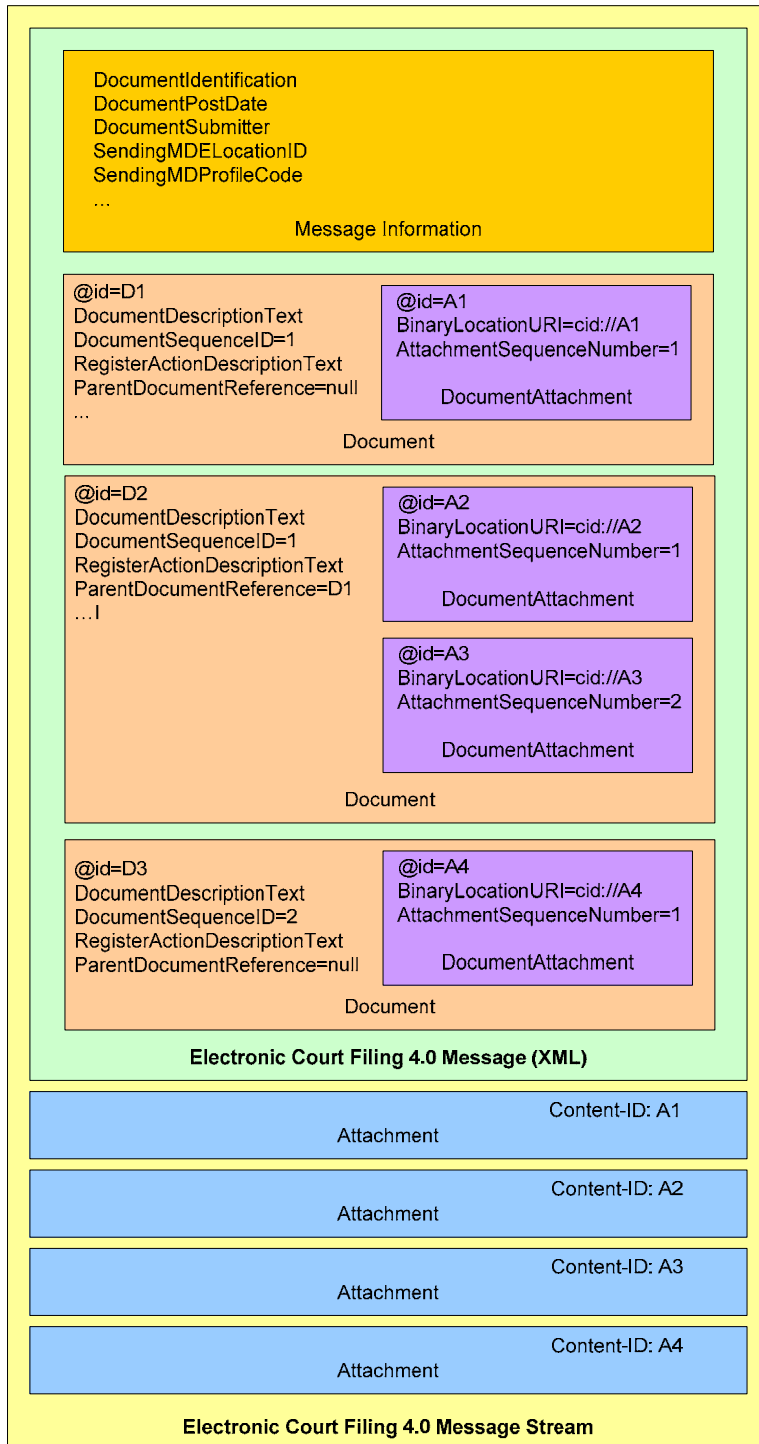 DocumentIdentification
DocumentPostDate
DocumentSubmitter
SendingMDELocationID
SendingMDProfileCode
...
Message Information
@id=D1
DocumentDescriptionText
DocumentSequenceID=1
RegisterActionDescriptionText
ParentDocumentReference=null
...
@id=A1
BinaryLocationURI=cid://A1
AttachmentSequenceNumber=1
DocumentAttachment
Document
@id=D2
DocumentDescriptionText
DocumentSequenceID=1
RegisterActionDescriptionText
ParentDocumentReference=D1
...I
@id=A2
BinaryLocationURI=cid://A2
AttachmentSequenceNumber=1
DocumentAttachment
@id=A3
BinaryLocationURI=cid://A3
AttachmentSequenceNumber=2
DocumentAttachment
Document
@id=D3
DocumentDescriptionText
DocumentSequenceID=2
RegisterActionDescriptionText
ParentDocumentReference=null
@id=A4
BinaryLocationURI=cid://A4
AttachmentSequenceNumber=1
DocumentAttachment
Document
Electronic Court Filing 4.0 Message (XML)
Content-ID: A1
Attachment
Content-ID: A2
Attachment
Content-ID: A3
Attachment
Content-ID: A4
Attachment
Electronic Court Filing 4.0 Message Stream